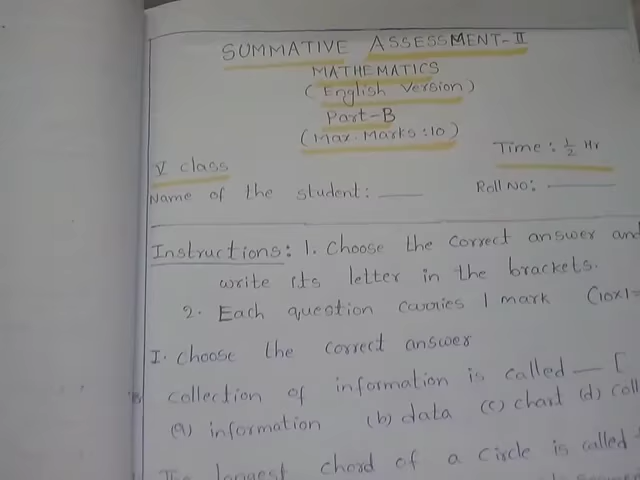 SUMMATIVE ASSESSMENT-II
MATHEMATICS
(English Version)
Part-B
(Max.Marks:10)
Time: 1/2 Hr
V class
Name of the student: ___
Roll No: ___
Instructions: 1. Choose the correct answer and
write its letter in the brackets.
2. Each question carries 1 mark (10x1=
I. choose the correct answer
collection of information is called — [
(a) information (b) data (c) chart (d) coll
longest chord of a circle is called